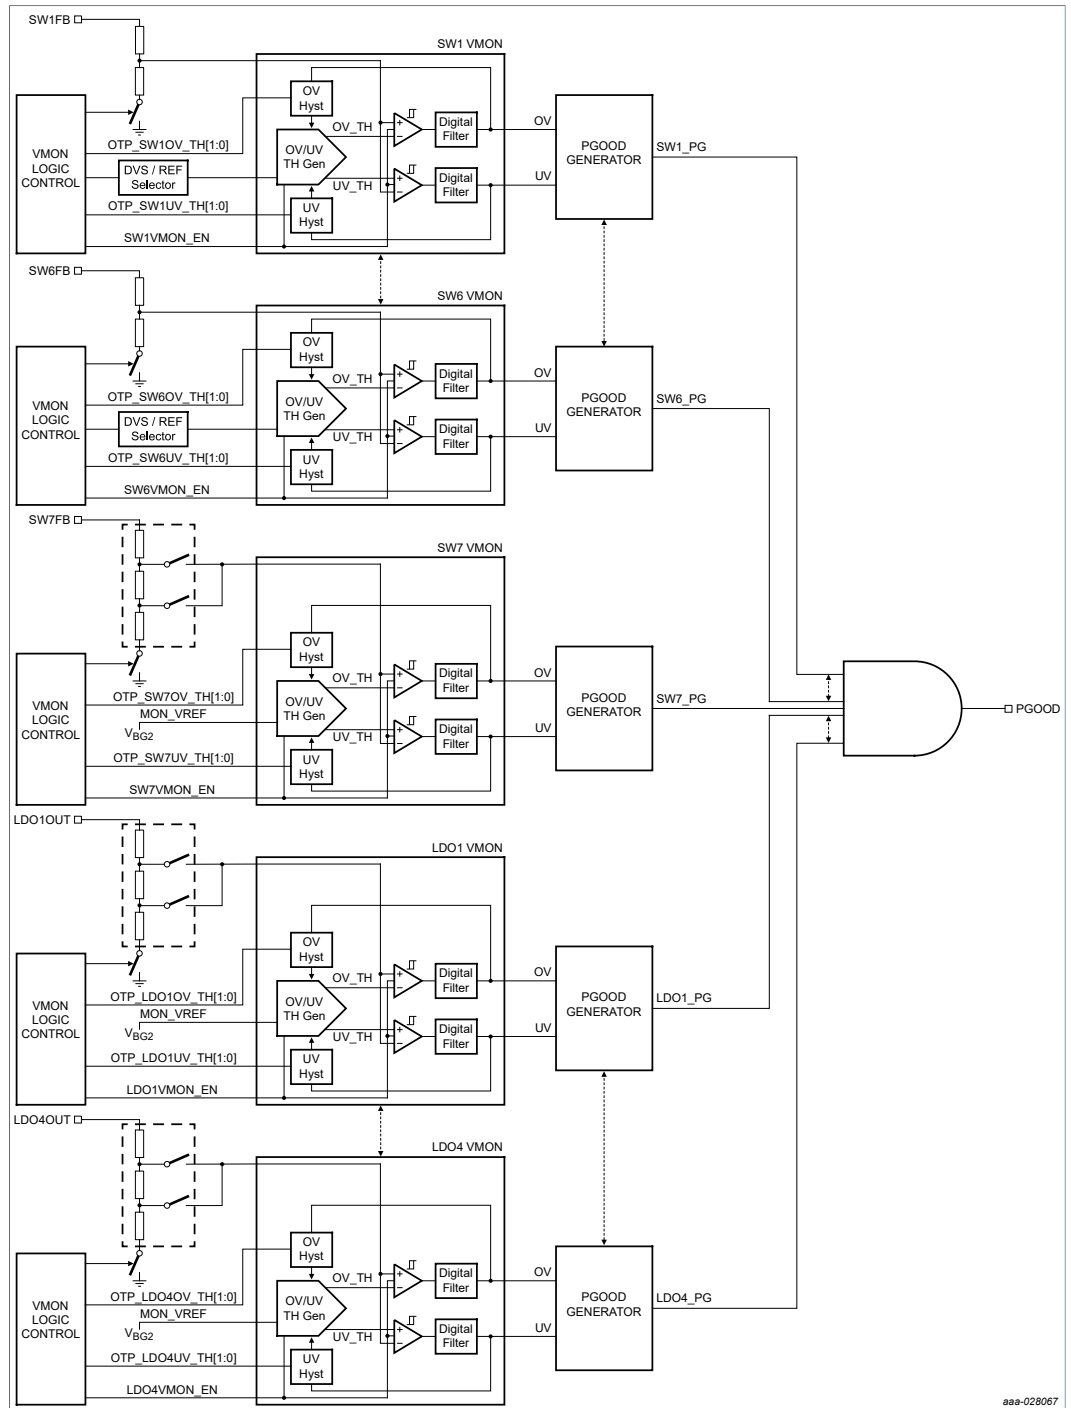 SW1FB
SW1 VMON
OV
Hyst
VMON
LOGIC
CONTROL
OTP_SW1OV_TH[1:0]
DVS / REF
Selector
OTP_SW1UV_TH[1:0]
SW1VMON_EN
OV/UV
TH Gen
OV_TH
UV_TH
UV
Hyst
+
−
+
−
Digital
Filter
Digital
Filter
OV
UV
PGOOD
GENERATOR
SW1_PG
SW6FB
SW6 VMON
OV
Hyst
VMON
LOGIC
CONTROL
OTP_SW6OV_TH[1:0]
DVS / REF
Selector
OTP_SW6UV_TH[1:0]
SW6VMON_EN
OV/UV
TH Gen
OV_TH
UV_TH
UV
Hyst
+
−
+
−
Digital
Filter
Digital
Filter
OV
UV
PGOOD
GENERATOR
SW6_PG
SW7FB
SW7 VMON
OV
Hyst
VMON
LOGIC
CONTROL
OTP_SW7OV_TH[1:0]
MON_VREF
VBG2
OTP_SW7UV_TH[1:0]
SW7VMON_EN
OV/UV
TH Gen
OV_TH
UV_TH
UV
Hyst
+
−
+
−
Digital
Filter
Digital
Filter
OV
UV
PGOOD
GENERATOR
SW7_PG
PGOOD
LDO1OUT
LDO1 VMON
OV
Hyst
VMON
LOGIC
CONTROL
OTP_LDO1OV_TH[1:0]
MON_VREF
VBG2
OTP_LDO1UV_TH[1:0]
LDO1VMON_EN
OV/UV
TH Gen
OV_TH
UV_TH
UV
Hyst
+
−
+
−
Digital
Filter
Digital
Filter
OV
UV
PGOOD
GENERATOR
LDO1_PG
LDO4OUT
LDO4 VMON
OV
Hyst
VMON
LOGIC
CONTROL
OTP_LDO4OV_TH[1:0]
MON_VREF
VBG2
OTP_LDO4UV_TH[1:0]
LDO4VMON_EN
OV/UV
TH Gen
OV_TH
UV_TH
UV
Hyst
+
−
+
−
Digital
Filter
Digital
Filter
OV
UV
PGOOD
GENERATOR
LDO4_PG
aaa-028067